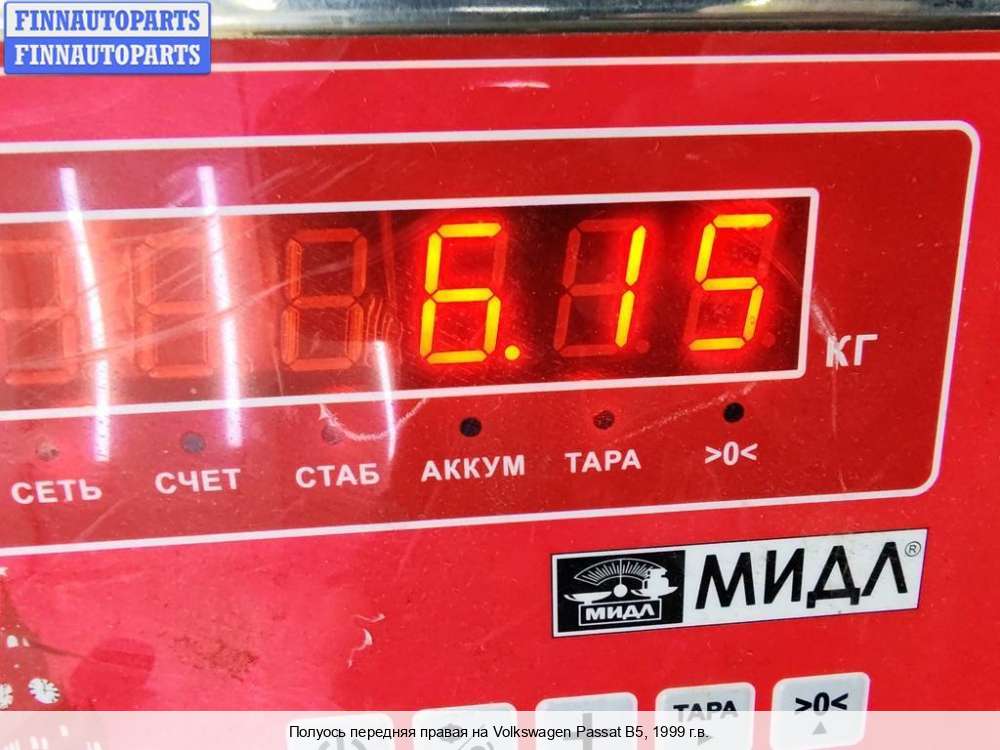 FINNAUTOPARTS
FINNAUTOPARTS
6.15
КГ
СЕТЬ СЧЕТ СТАБ АККУМ ТАРА >0<
МИДЛ МИДЛ®
ТАРА >0<
Полуось передняя правая на Volkswagen Passat B5, 1999 г.в.